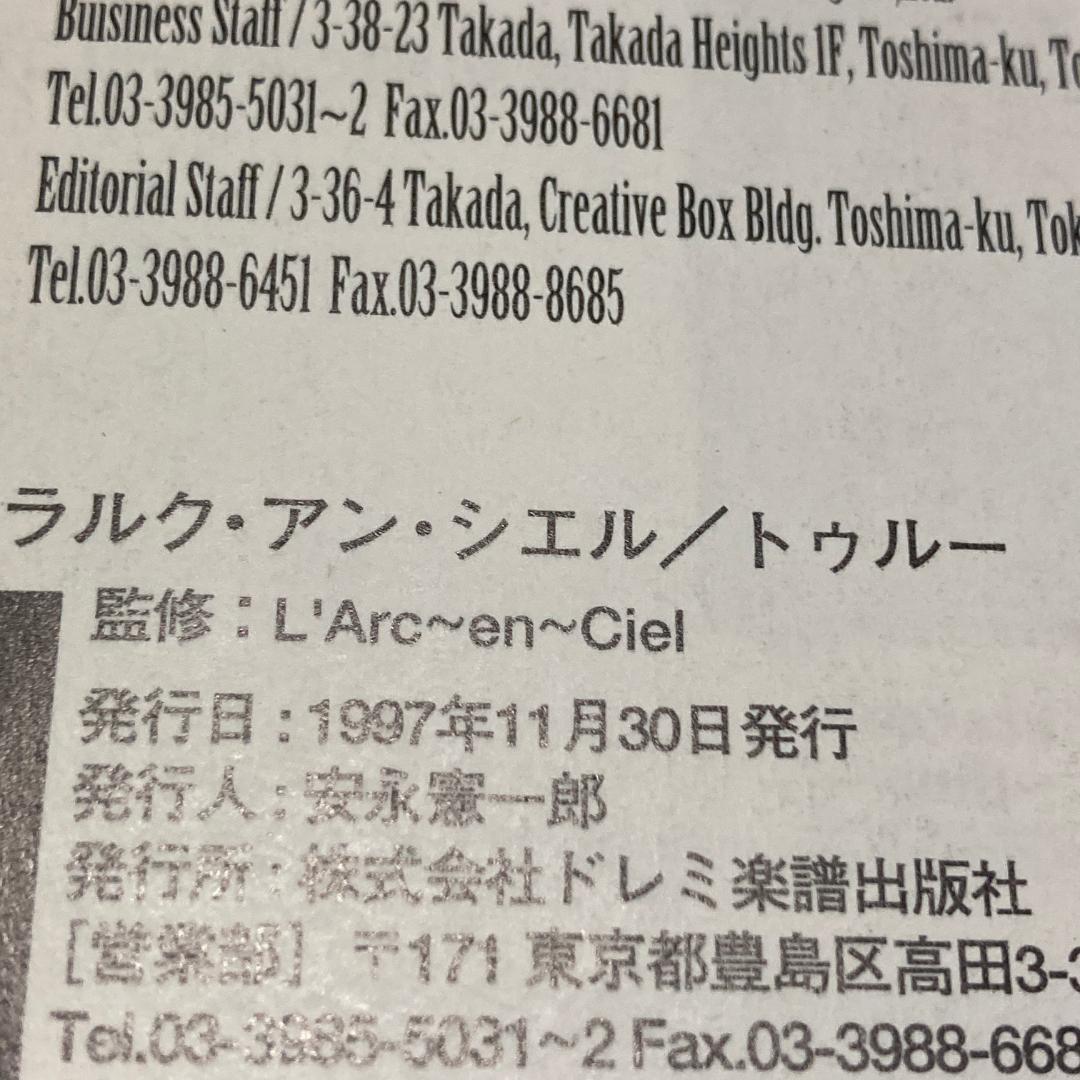 Buisiness Staff / 3-38-23 Takada, Takada Heights 1F, Toshima-ku, To
Tel.03-3985-5031~2 Fax.03-3988-6681
Editorial Staff / 3-36-4 Takada, Creative Box Bldg. Toshima-ku, Tok
Tel.03-3988-6451 Fax.03-3988-8685
ラルク・アン・シエル／トゥルー
監修：L'Arc~en~Ciel
発行日：1997年11月30日発行
発行人：安永憲一郎
発行所：株式会社ドレミ楽譜出版社
［営業部］ 〒171 東京都豊島区高田3-3
Tel.03-3985-5031~2 Fax.03-3988-668